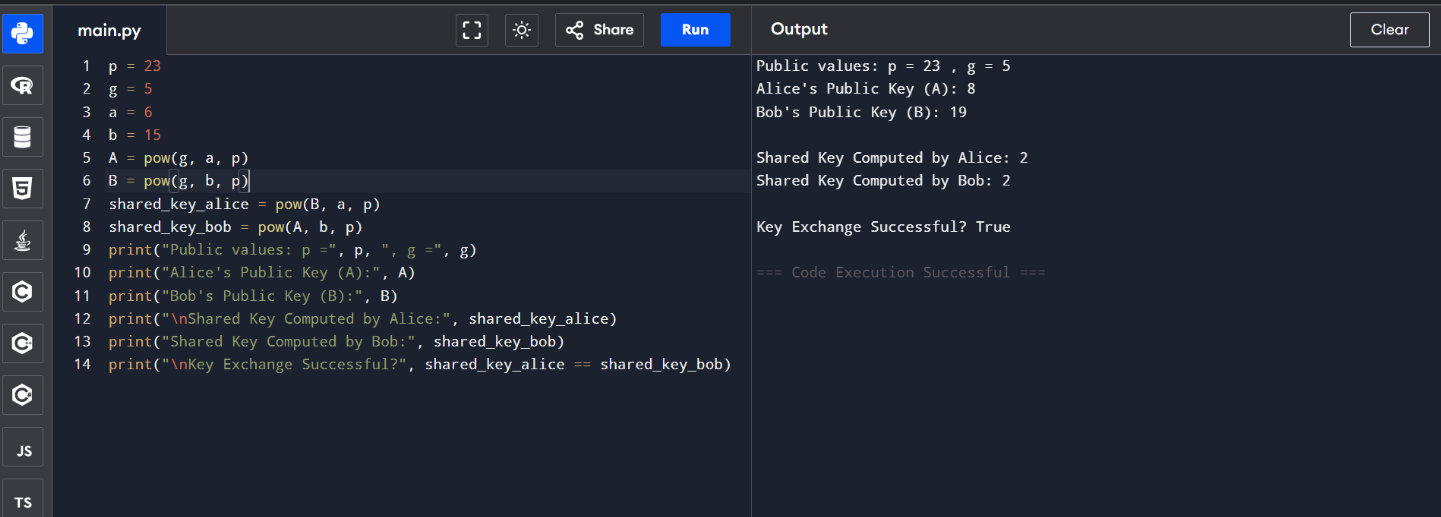 main.py
Share
Run
Output
Clear
1 p = 23
2 g = 5
3 a = 6
4 b = 15
5 A = pow(g, a, p)
6 B = pow(g, b, p)
7 shared_key_alice = pow(B, a, p)
8 shared_key_bob = pow(A, b, p)
9 print("Public values: p =", p, ", g =", g)
10 print("Alice's Public Key (A):", A)
11 print("Bob's Public Key (B):", B)
12 print("\nShared Key Computed by Alice:", shared_key_alice)
13 print("Shared Key Computed by Bob:", shared_key_bob)
14 print("\nKey Exchange Successful?", shared_key_alice == shared_key_bob)
Public values: p = 23 , g = 5
Alice's Public Key (A): 8
Bob's Public Key (B): 19
Shared Key Computed by Alice: 2
Shared Key Computed by Bob: 2
Key Exchange Successful? True
=== Code Execution Successful ===
R
5
C
C
C
JS
TS